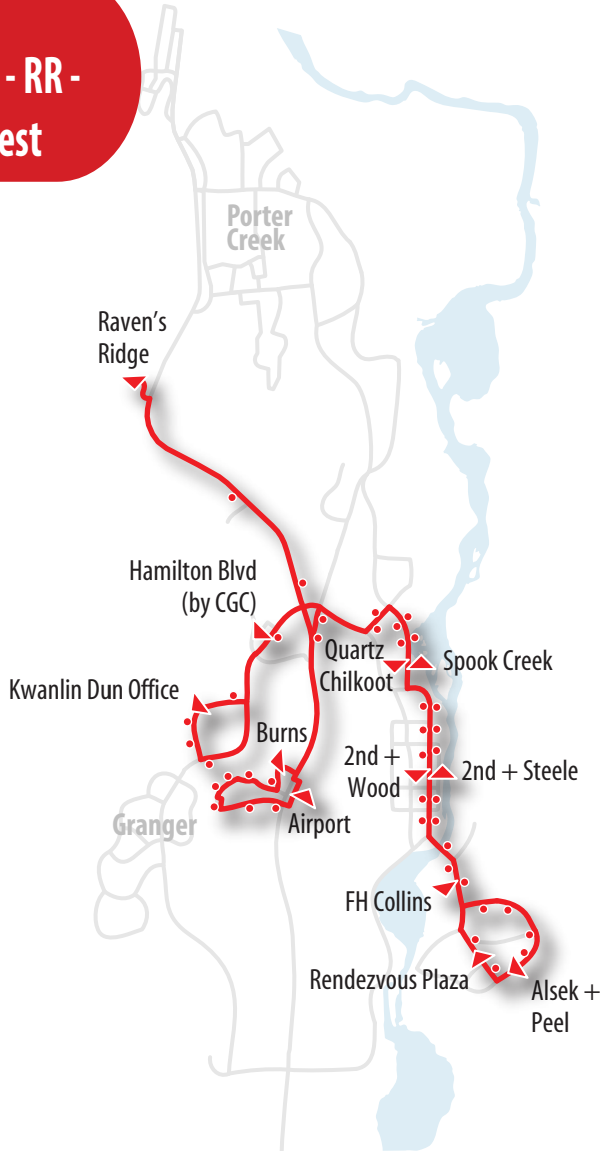 - RR -
est
Porter
Creek
Raven's
Ridge
Hamilton Blvd
(by CGC)
Quartz
Chilkoot
Spook Creek
Kwanlin Dun Office
Burns
2nd +
Wood
2nd + Steele
Granger
Airport
FH Collins
Rendezvous Plaza
Alsek +
Peel